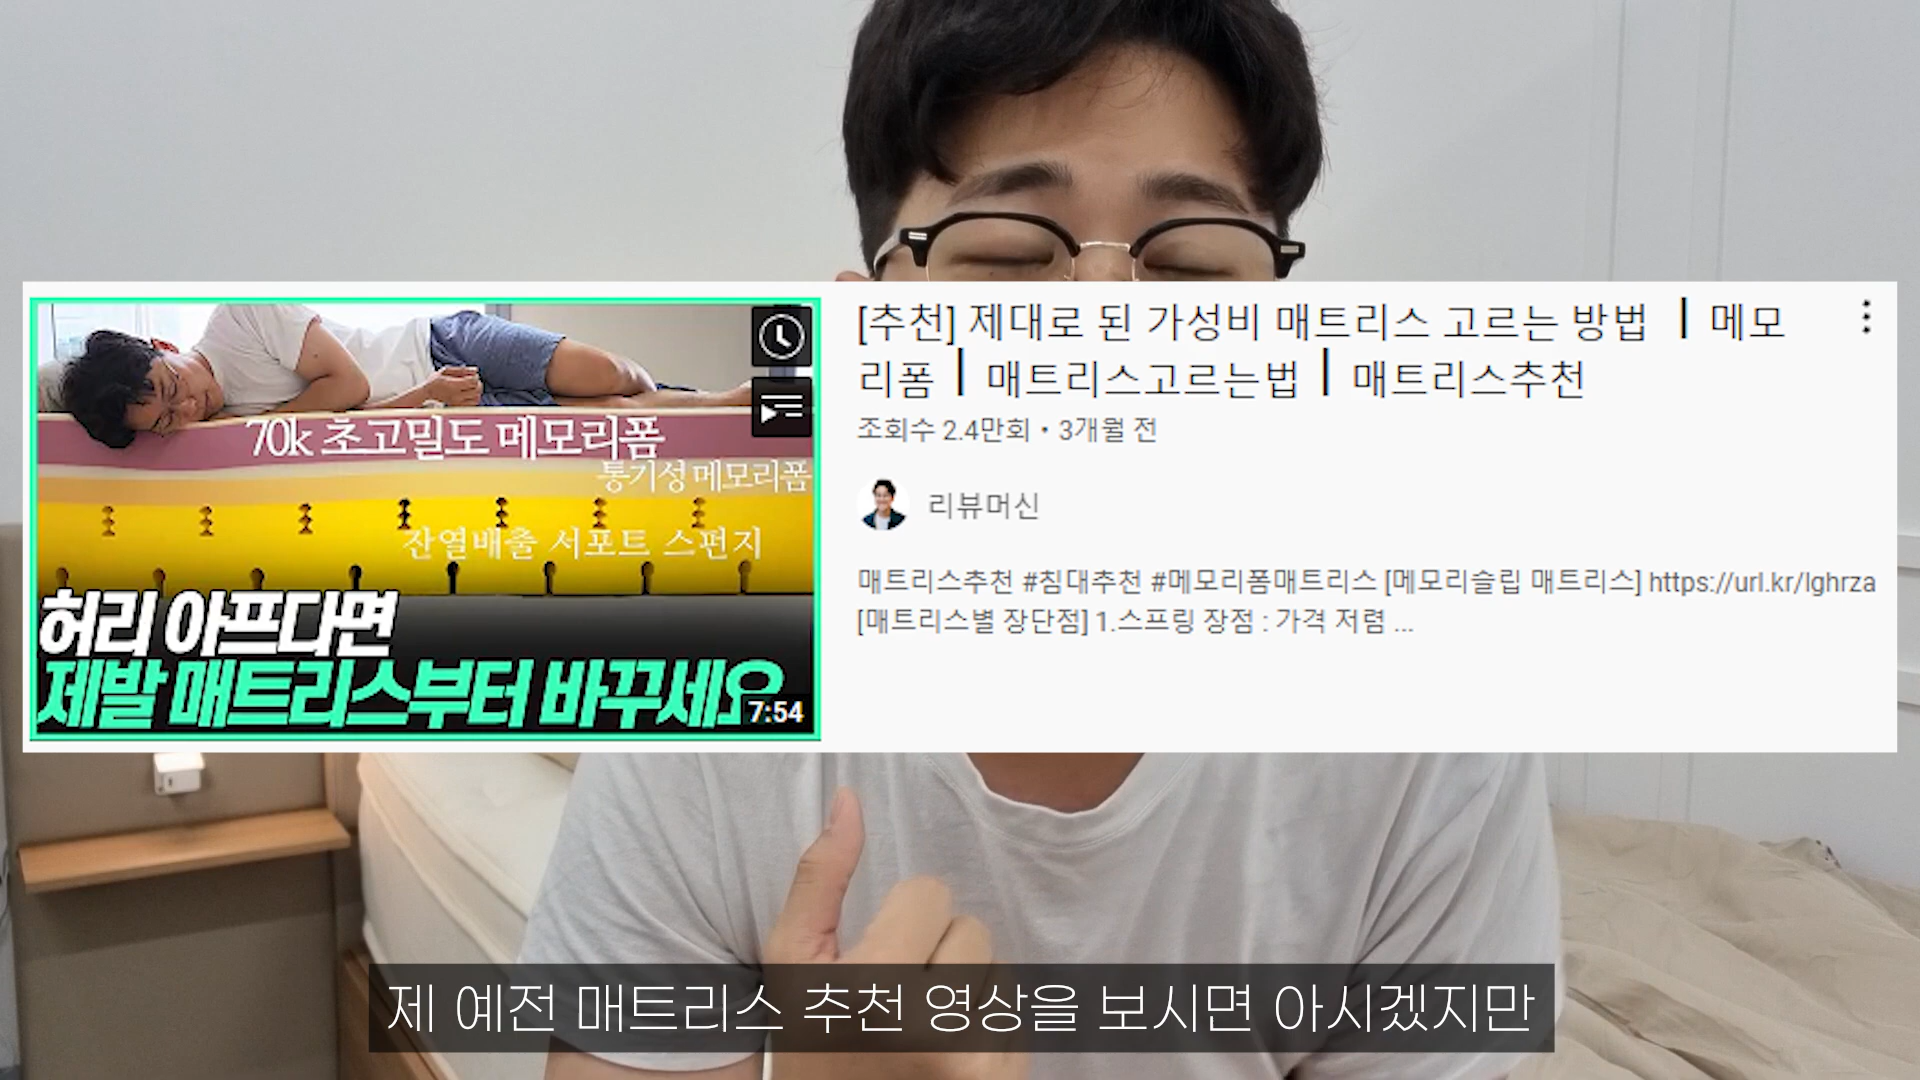 70k 초고밀도 메모리폼
통기성 메모리폼
잔열배출 서포트 스펀지
허리 아프다면
제발 매트리스부터 바꾸세요
7:54
[추천] 제대로 된 가성비 매트리스 고르는 방법 ┃ 메모
리폼┃ 매트리스고르는법┃ 매트리스추천
조회수 2.4만회 • 3개월 전
리뷰머신
매트리스추천 #침대추천 #메모리폼매트리스 [메모리슬립 매트리스] https://url.kr/lghrza
[매트리스별 장단점] 1.스프링 장점 : 가격 저렴 ...
제 예전 매트리스 추천 영상을 보시면 아시겠지만